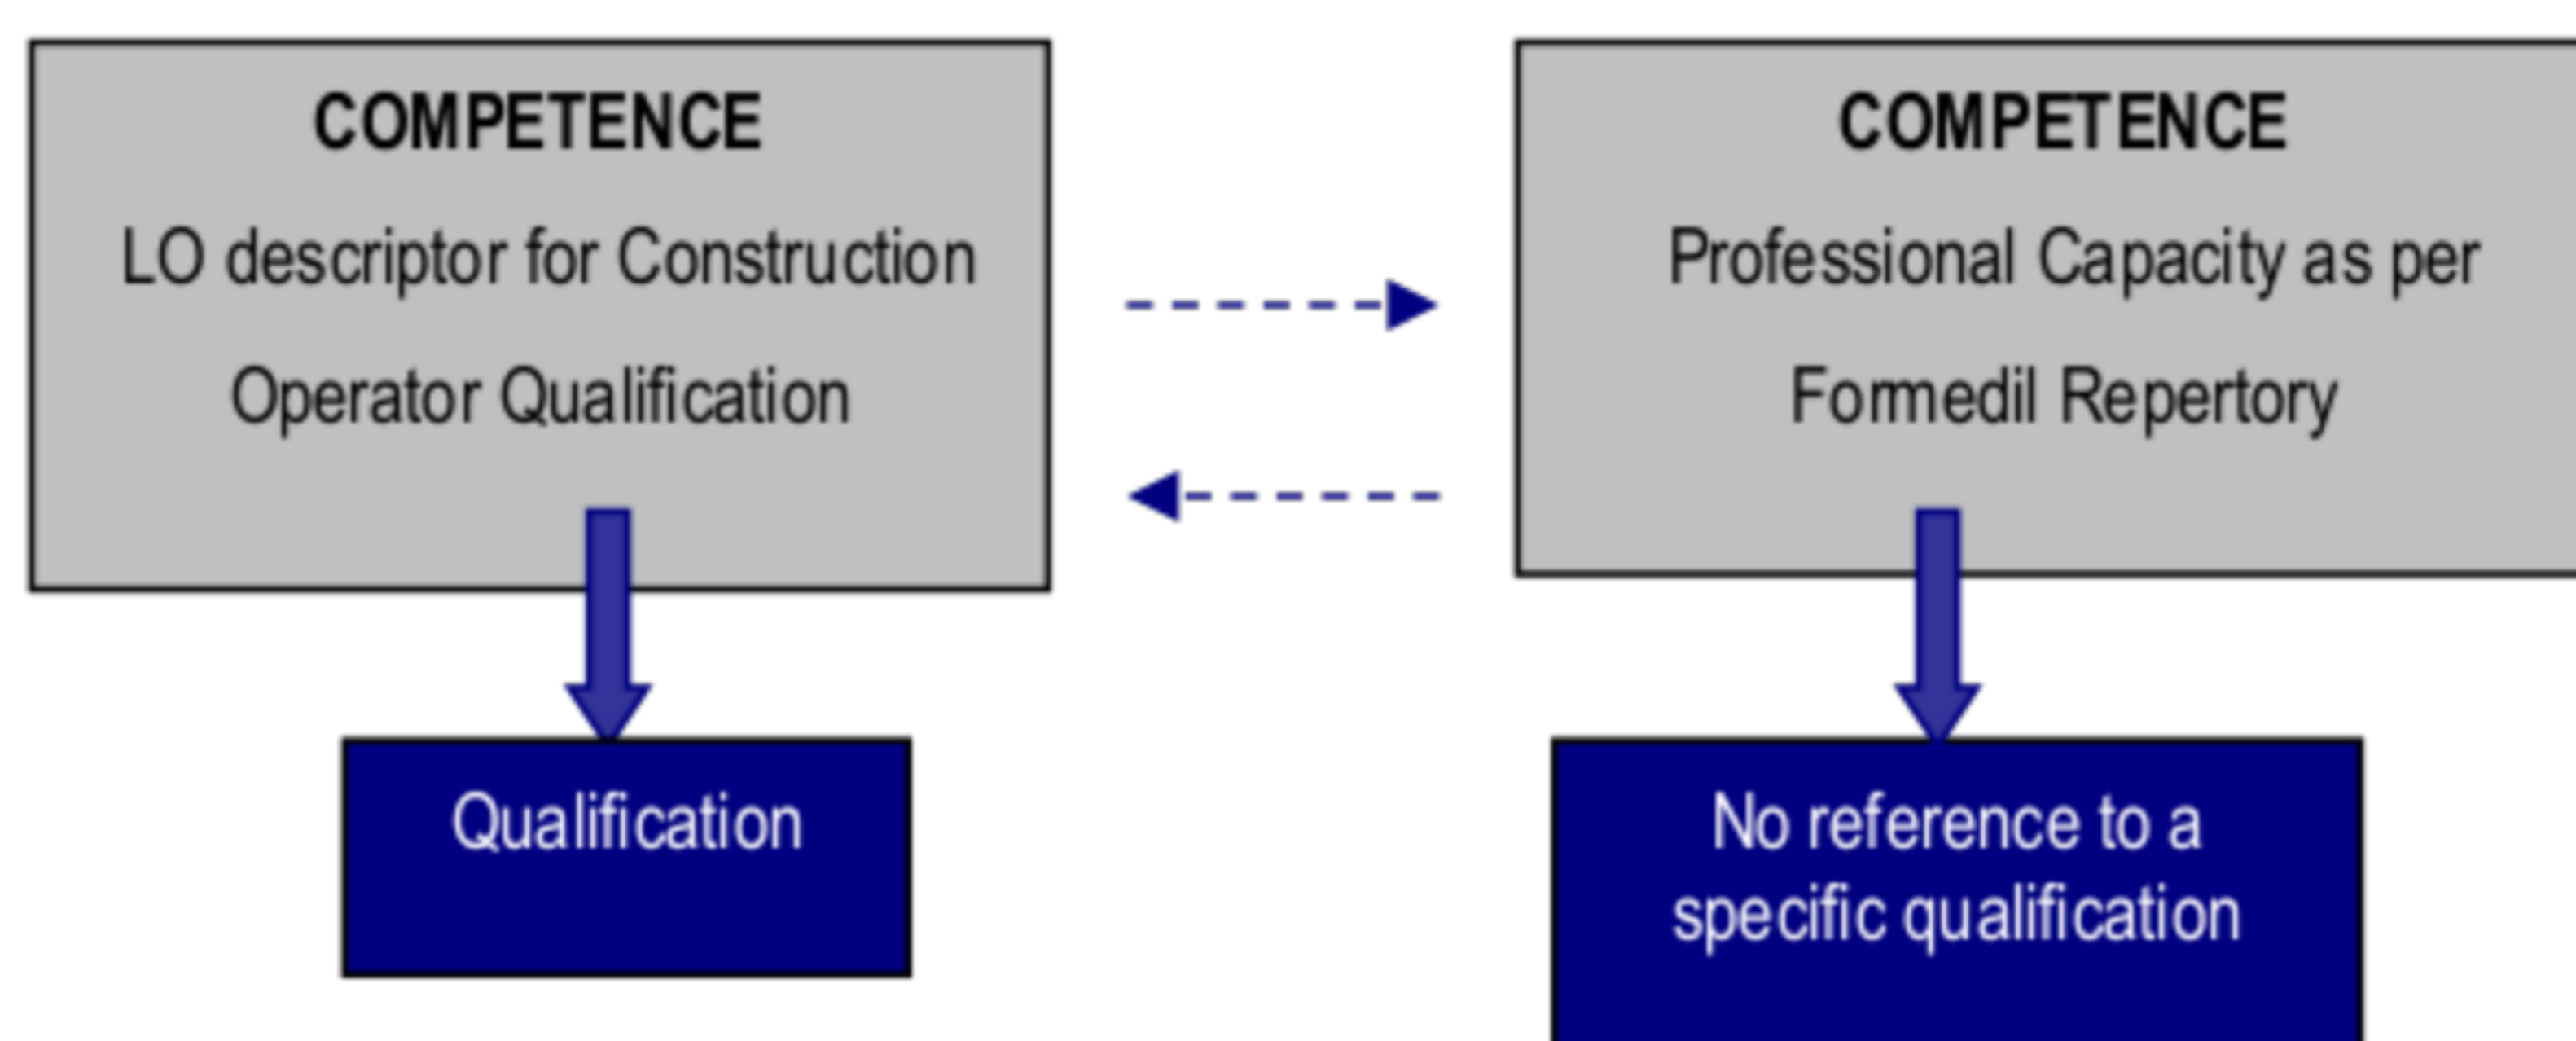 COMPETENCE
LO descriptor for Construction
Operator Qualification
COMPETENCE
Professional Capacity as per
Formedil Repertory
Qualification
No reference to a
specific qualification